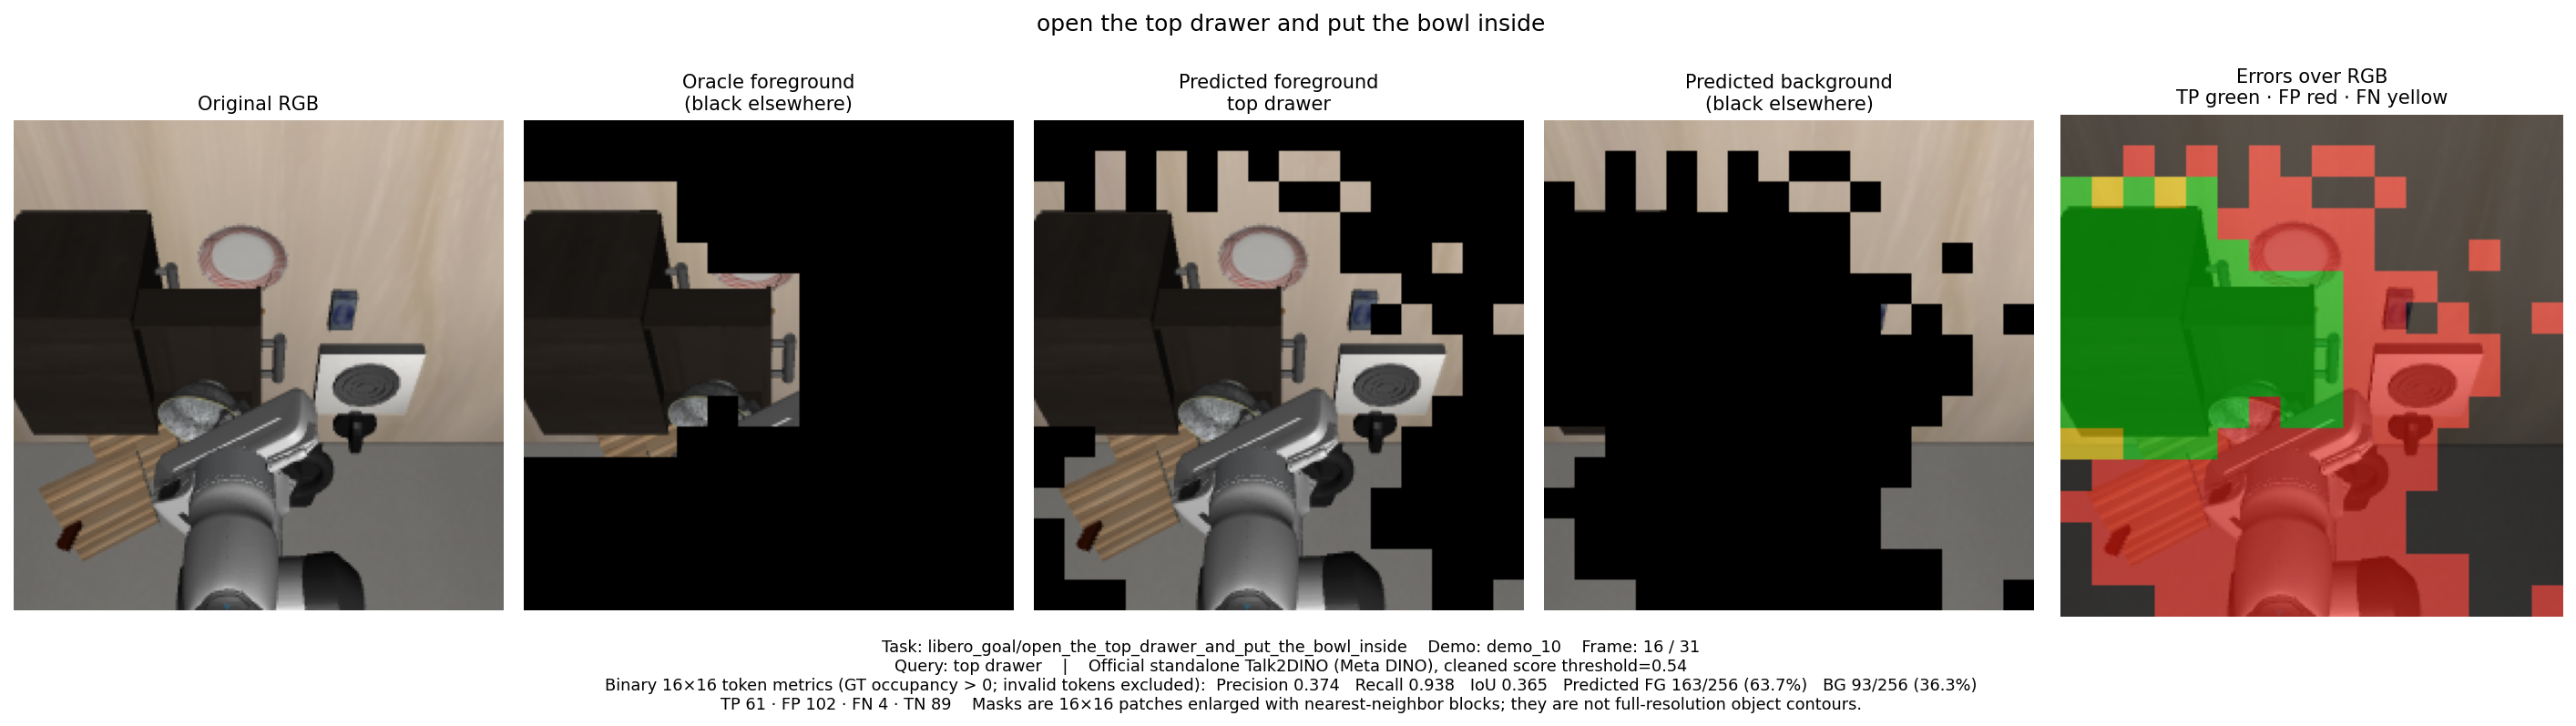 open the top drawer and put the bowl inside
Original RGB
Oracle foreground
(black elsewhere)
Predicted foreground
top drawer
Predicted background
(black elsewhere)
Errors over RGB
TP green · FP red · FN yellow
Task: libero_goal/open_the_top_drawer_and_put_the_bowl_inside    Demo: demo_10    Frame: 16 / 31
Query: top drawer    |    Official standalone Talk2DINO (Meta DINO), cleaned score threshold=0.54
Binary 16×16 token metrics (GT occupancy > 0; invalid tokens excluded):  Precision 0.374   Recall 0.938   IoU 0.365   Predicted FG 163/256 (63.7%)   BG 93/256 (36.3%)
TP 61 · FP 102 · FN 4 · TN 89    Masks are 16×16 patches enlarged with nearest-neighbor blocks; they are not full-resolution object contours.